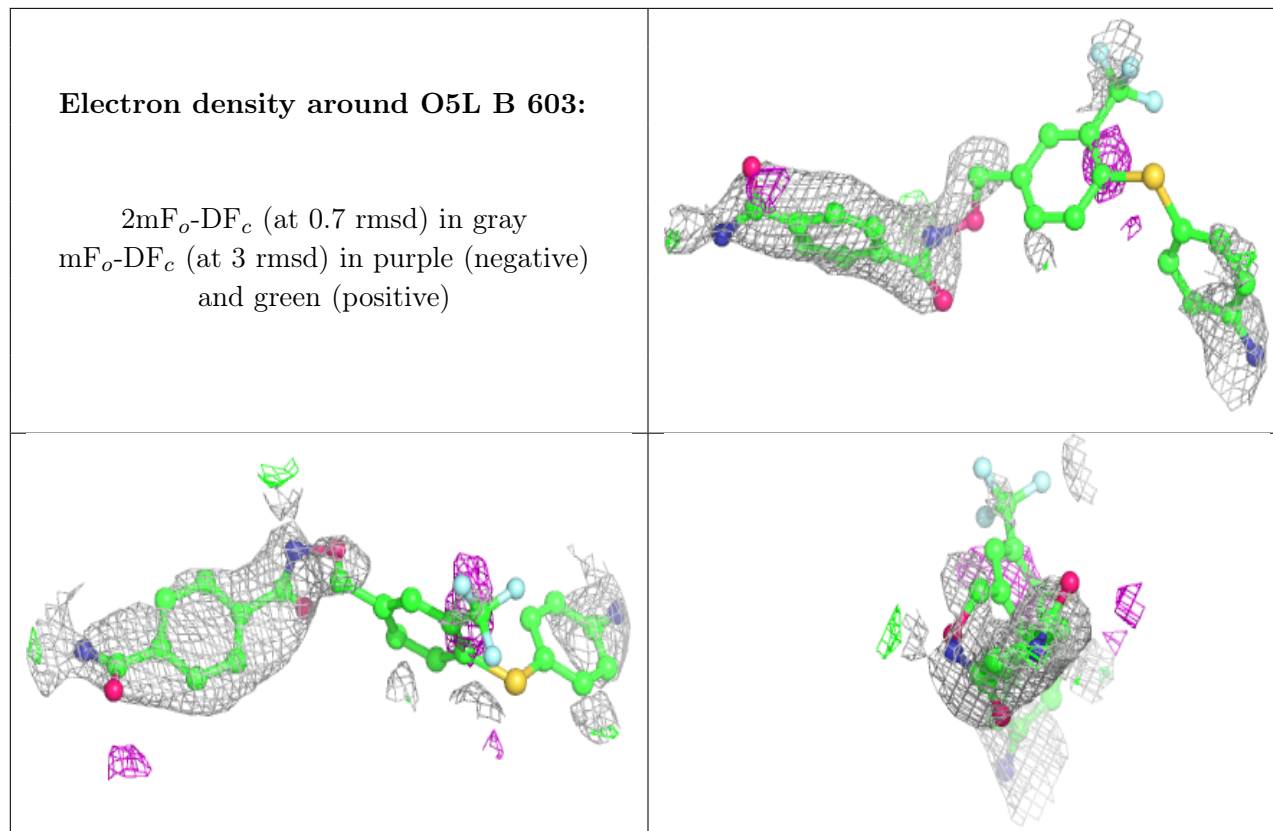 Electron density around O5L B 603:
2mFo-DFc (at 0.7 rmsd) in gray
mFo-DFc (at 3 rmsd) in purple (negative)
and green (positive)